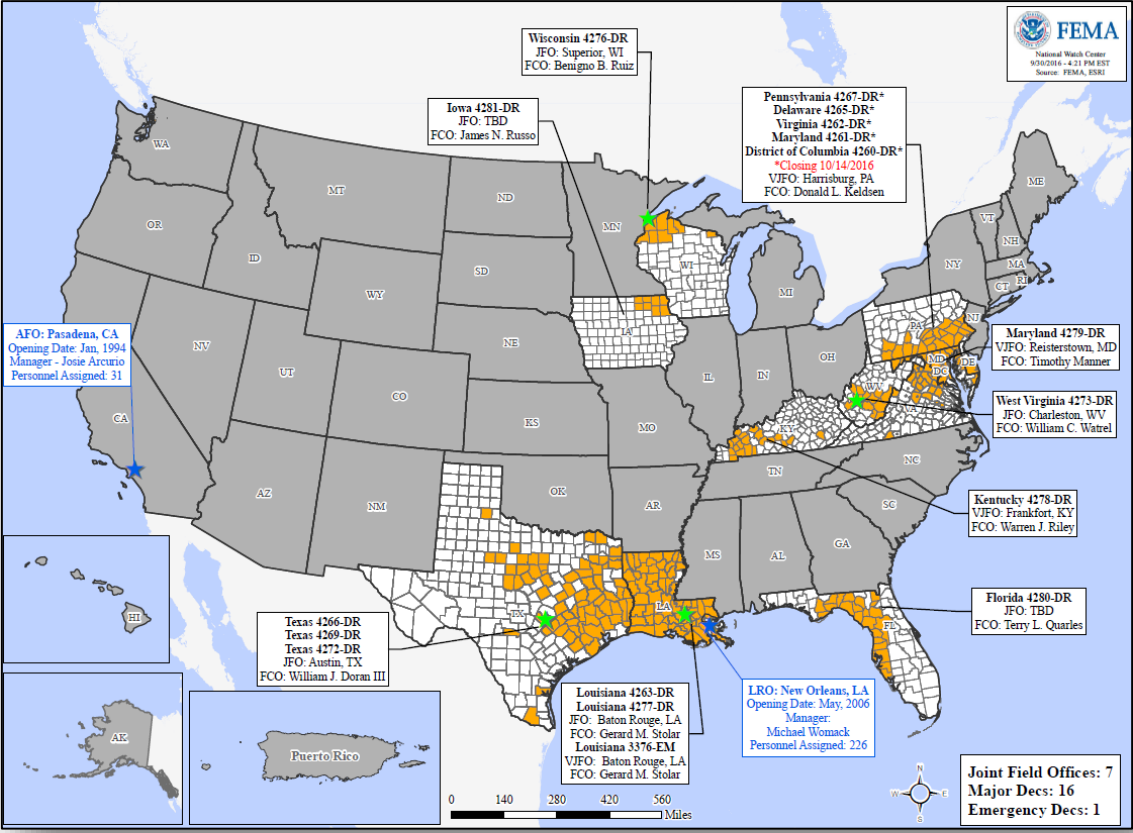 FEMA
National Watch Center
9/30/2016 - 4:21 PM EST
Source: FEMA, ESRI
Wisconsin 4276-DR
JFO: Superior, WI
FCO: Benigno B. Ruiz
Iowa 4281-DR
JFO: TBD
FCO: James N. Russo
Pennsylvania 4267-DR*
Delaware 4265-DR*
Virginia 4262-DR*
Maryland 4261-DR*
District of Columbia 4260-DR*
*Closing 10/14/2016
VJFO: Harrisburg, PA
FCO: Donald L. Keldsen
WA
MT
ND
MN
ME
OR
ID
SD
WI
VT
NH
NY
MA
CT
RI
WY
MI
IA
PA
NJ
AFO: Pasadena, CA
Opening Date: Jan, 1994
Manager - Josie Arcurio
Personnel Assigned: 31
Maryland 4279-DR
VJFO: Reisterstown, MD
FCO: Timothy Manner
NV
NE
OH
MD
DE
DC
UT
CO
IL
IN
WV
VA
West Virginia 4273-DR
JFO: Charleston, WV
FCO: William C. Watrel
CA
KS
MO
KY
NC
TN
AZ
NM
OK
AR
SC
Kentucky 4278-DR
VJFO: Frankfort, KY
FCO: Warren J. Riley
MS
AL
GA
TX
LA
FL
Florida 4280-DR
JFO: TBD
FCO: Terry L. Quarles
HI
Texas 4266-DR
Texas 4269-DR
Texas 4272-DR
JFO: Austin, TX
FCO: William J. Doran III
Louisiana 4263-DR
Louisiana 4277-DR
JFO: Baton Rouge, LA
FCO: Gerard M. Stolar
Louisiana 3376-EM
VJFO: Baton Rouge, LA
FCO: Gerard M. Stolar
LRO: New Orleans, LA
Opening Date: May, 2006
Manager:
Michael Womack
Personnel Assigned: 226
AK
Puerto Rico
0 140 280 420 560
Miles
N
W E
S
Joint Field Offices: 7
Major Decs: 16
Emergency Decs: 1